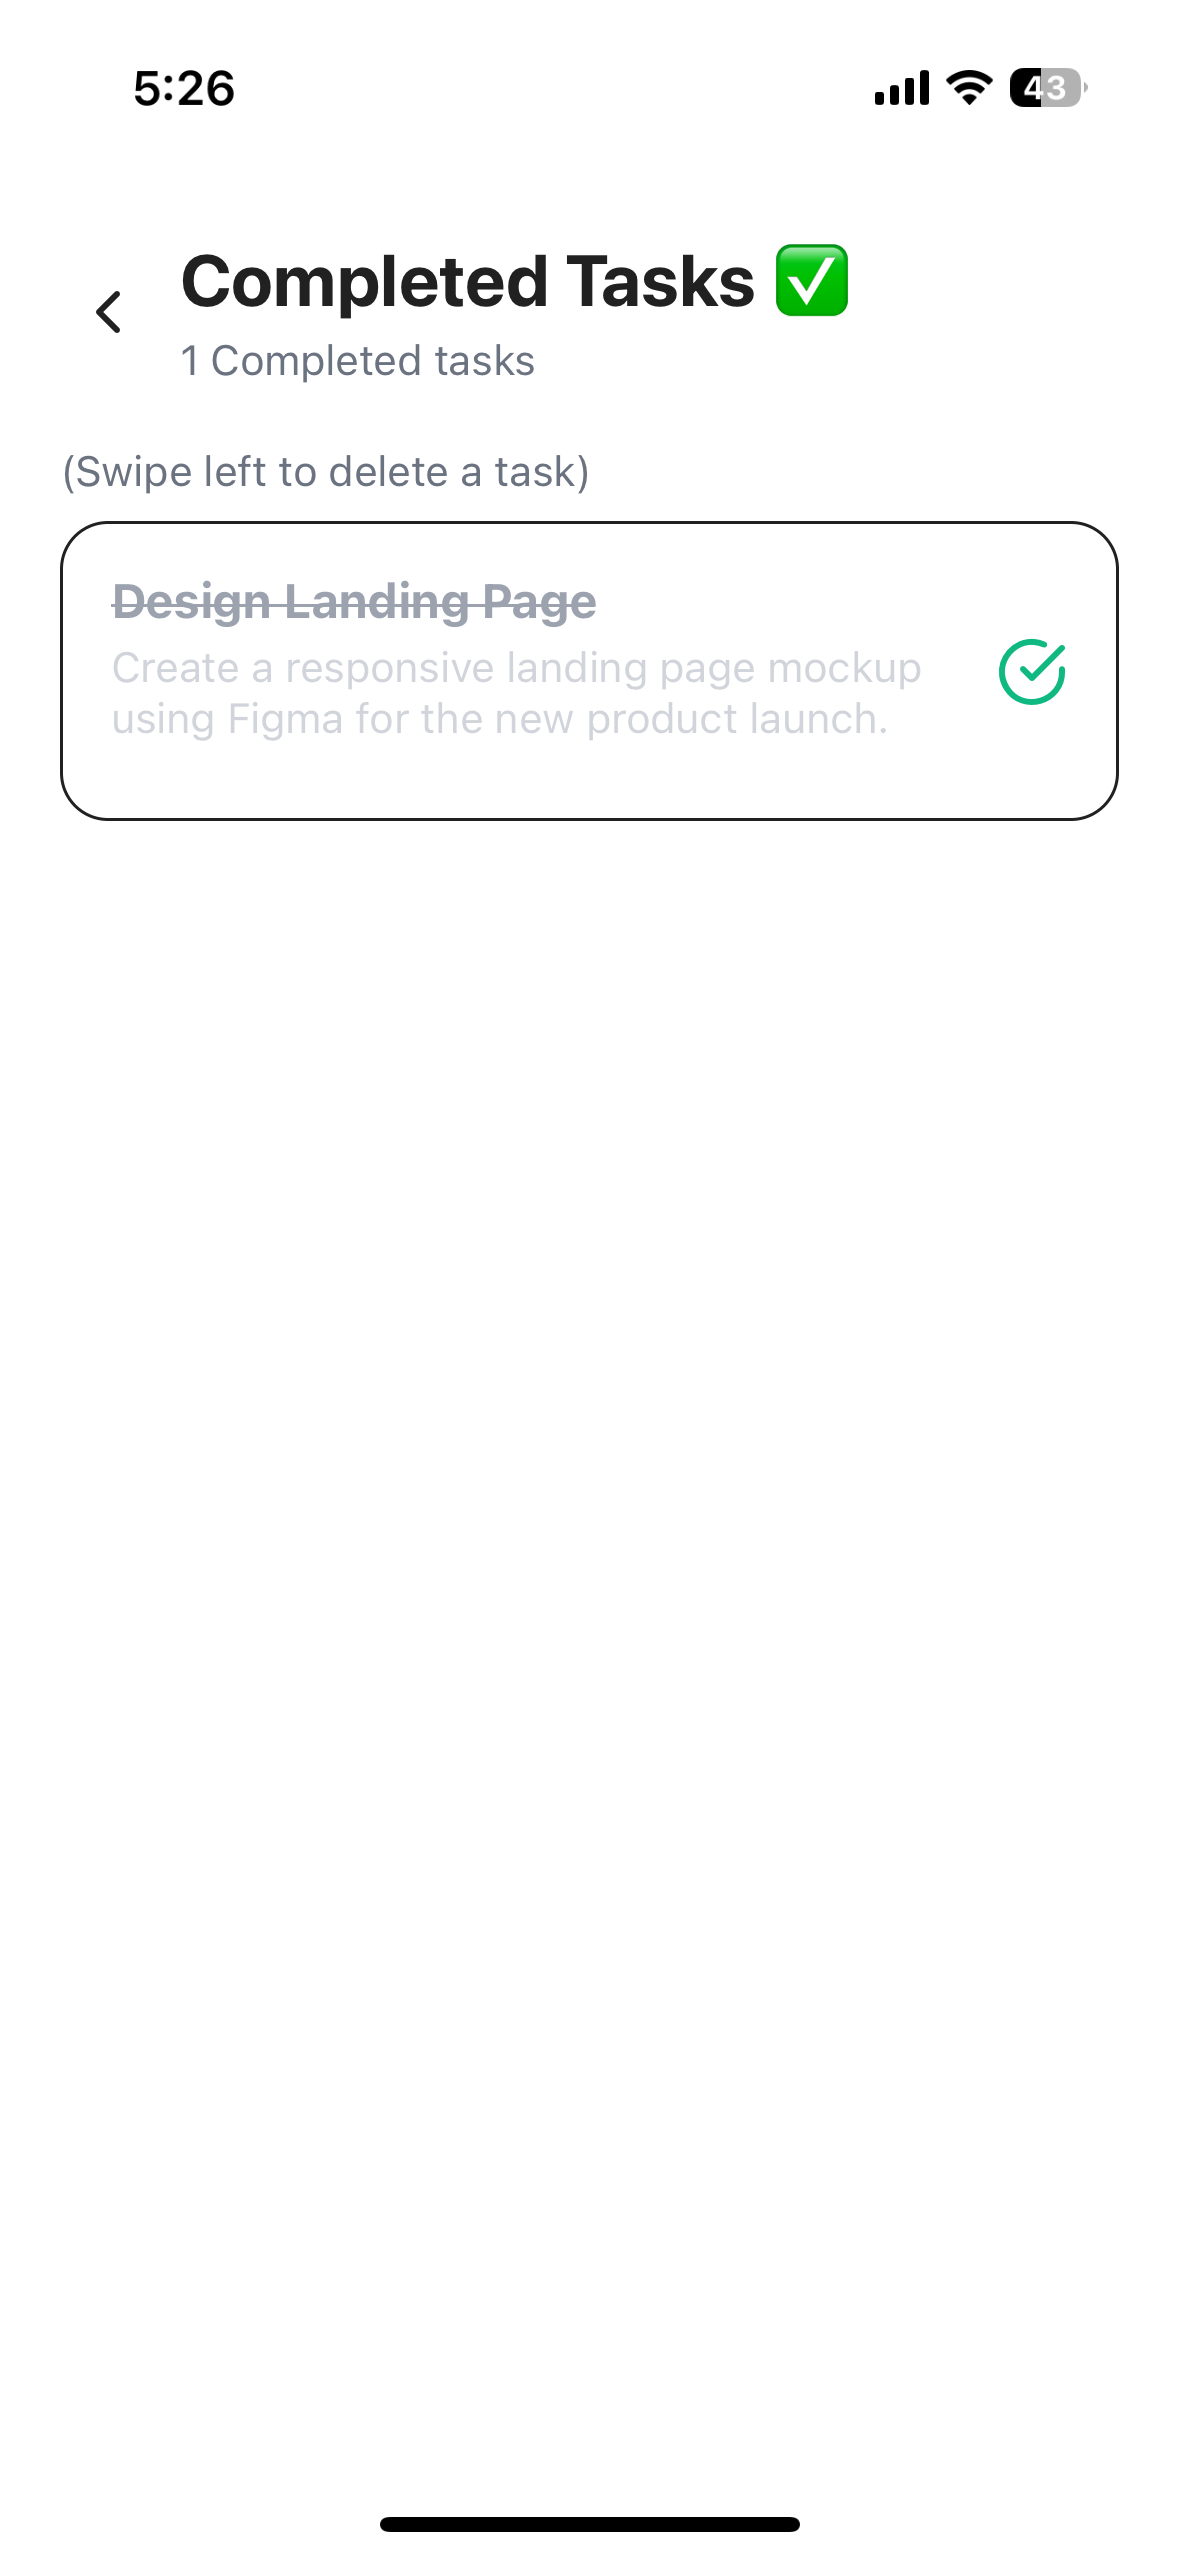 5:26
43
Completed Tasks ✅
1 Completed tasks
(Swipe left to delete a task)
Design Landing Page
Create a responsive landing page mockup
using Figma for the new product launch.